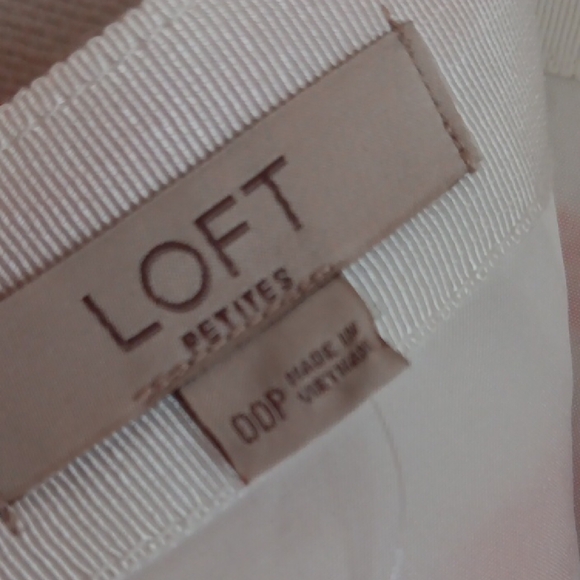 LOFT
PETITES
00P
MADE IN
VIETNAM